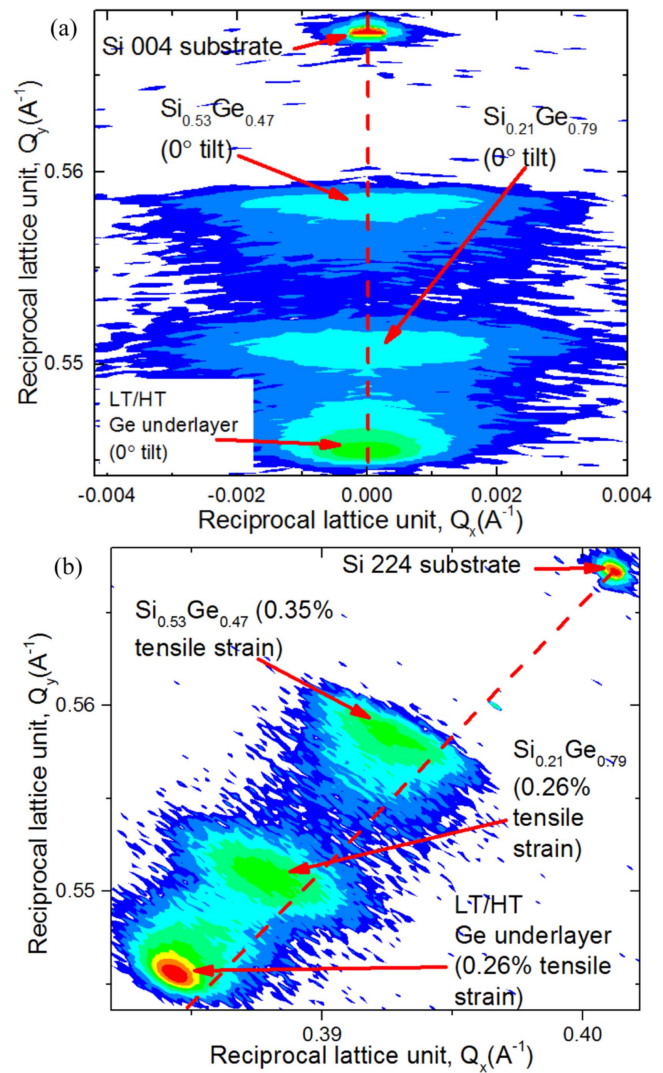 (a)
Si 004 substrate
Si0.53Ge0.47
(0° tilt)
Si0.21Ge0.79
(0° tilt)
LT/HT
Ge underlayer
(0° tilt)
0.56
0.55
Reciprocal lattice unit, Qy(A-1)
-0.004 -0.002 0.000 0.002 0.004
Reciprocal lattice unit, Qx(A-1)
(b)
Si 224 substrate
Si0.53Ge0.47 (0.35%
tensile strain)
Si0.21Ge0.79
(0.26%
tensile
strain)
LT/HT
Ge underlayer
(0.26% tensile
strain)
0.56
0.55
Reciprocal lattice unit, Qy(A-1)
0.39 0.40
Reciprocal lattice unit, Qx(A-1)